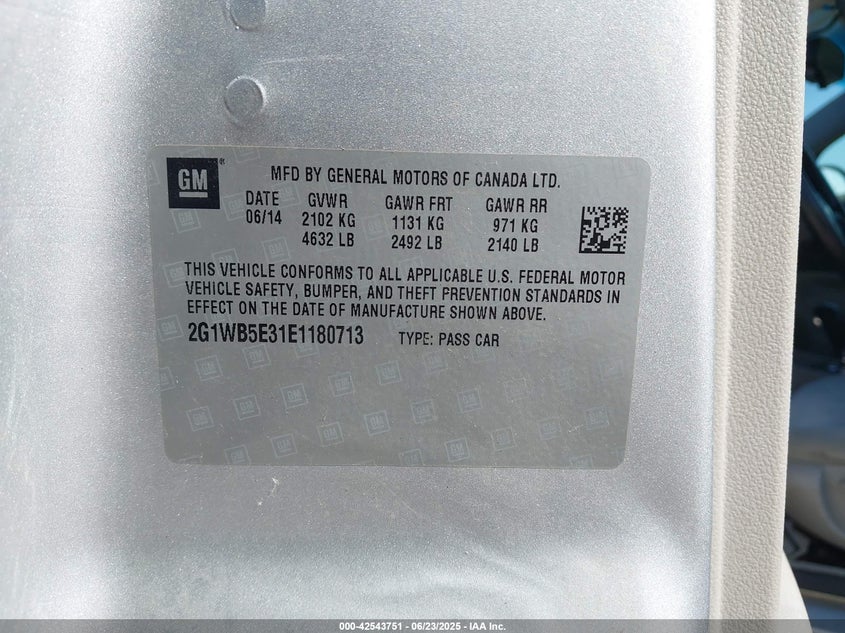 GM
MFD BY GENERAL MOTORS OF CANADA LTD.
DATE GVWR GAWR FRT GAWR RR
06/14 2102 KG 1131 KG 971 KG
4632 LB 2492 LB 2140 LB
THIS VEHICLE CONFORMS TO ALL APPLICABLE U.S. FEDERAL MOTOR
VEHICLE SAFETY, BUMPER, AND THEFT PREVENTION STANDARDS IN
EFFECT ON THE DATE OF MANUFACTURE SHOWN ABOVE.
2G1WB5E31E1180713 TYPE: PASS CAR
000-42543751 - 06/23/2025 - IAA Inc.